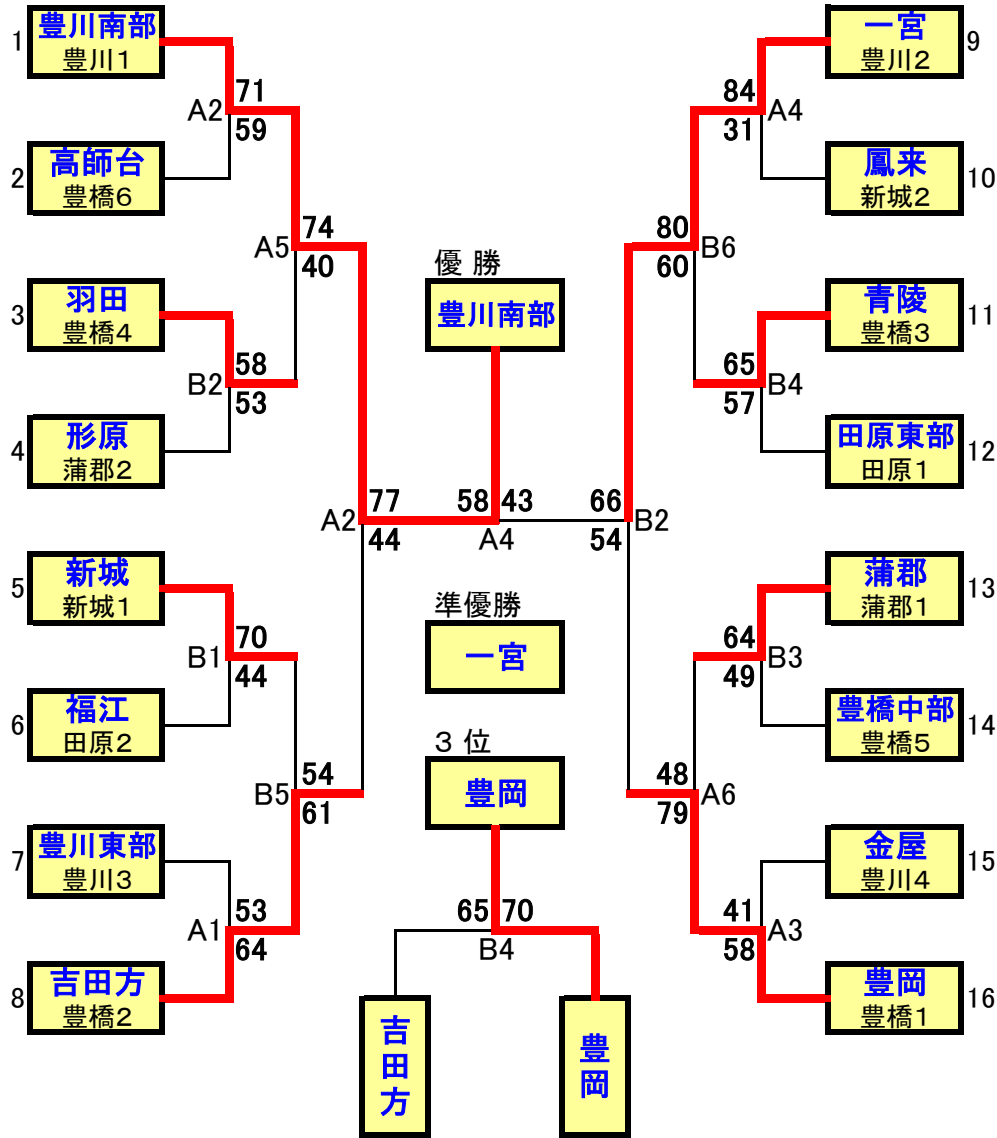 1
豊川南部
豊川1
2
高師台
豊橋6
3
羽田
豊橋4
4
形原
蒲郡2
5
新城
新城1
6
福江
田原2
7
豊川東部
豊川3
8
吉田方
豊橋2
A2
71
59
B2
58
53
B1
70
44
A1
53
64
A5
74
40
B5
54
61
A2
77
44
優 勝
豊川南部
58 43
A4
準優勝
一宮
3 位
豊岡
65 70
B4
吉田方
豊岡
66
54
B2
80
60
B6
48
79
A6
84
31
A4
65
57
B4
64
49
B3
41
58
A3
一宮
豊川2
9
鳳来
新城2
10
青陵
豊橋3
11
田原東部
田原1
12
蒲郡
蒲郡1
13
豊橋中部
豊橋5
14
金屋
豊川4
15
豊岡
豊橋1
16